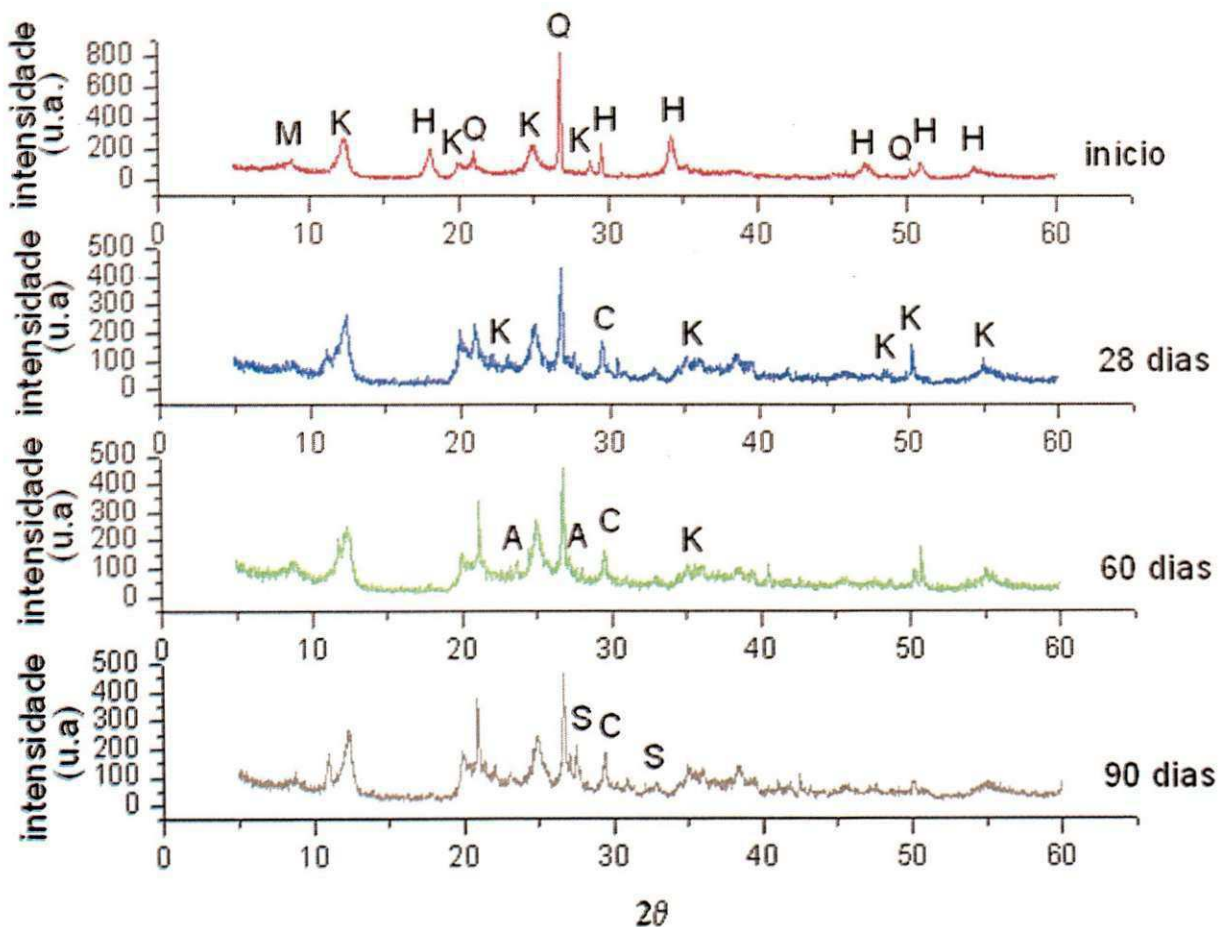 Q
intensidade
(u.a.)
800
600
400
200
0
M
K
H
K
Q
K
K
H
H
H
Q
H
H
inicio
0
10
20
30
40
50
60
intensidade
(u.a)
500
400
300
200
100
0
K
C
K
K
K
K
28 dias
0
10
20
30
40
50
60
intensidade
(u.a)
500
400
300
200
100
0
A
A
C
K
60 dias
0
10
20
30
40
50
60
intensidade
(u.a)
500
400
300
200
100
0
S
C
S
90 dias
0
10
20
30
40
50
60
2θ